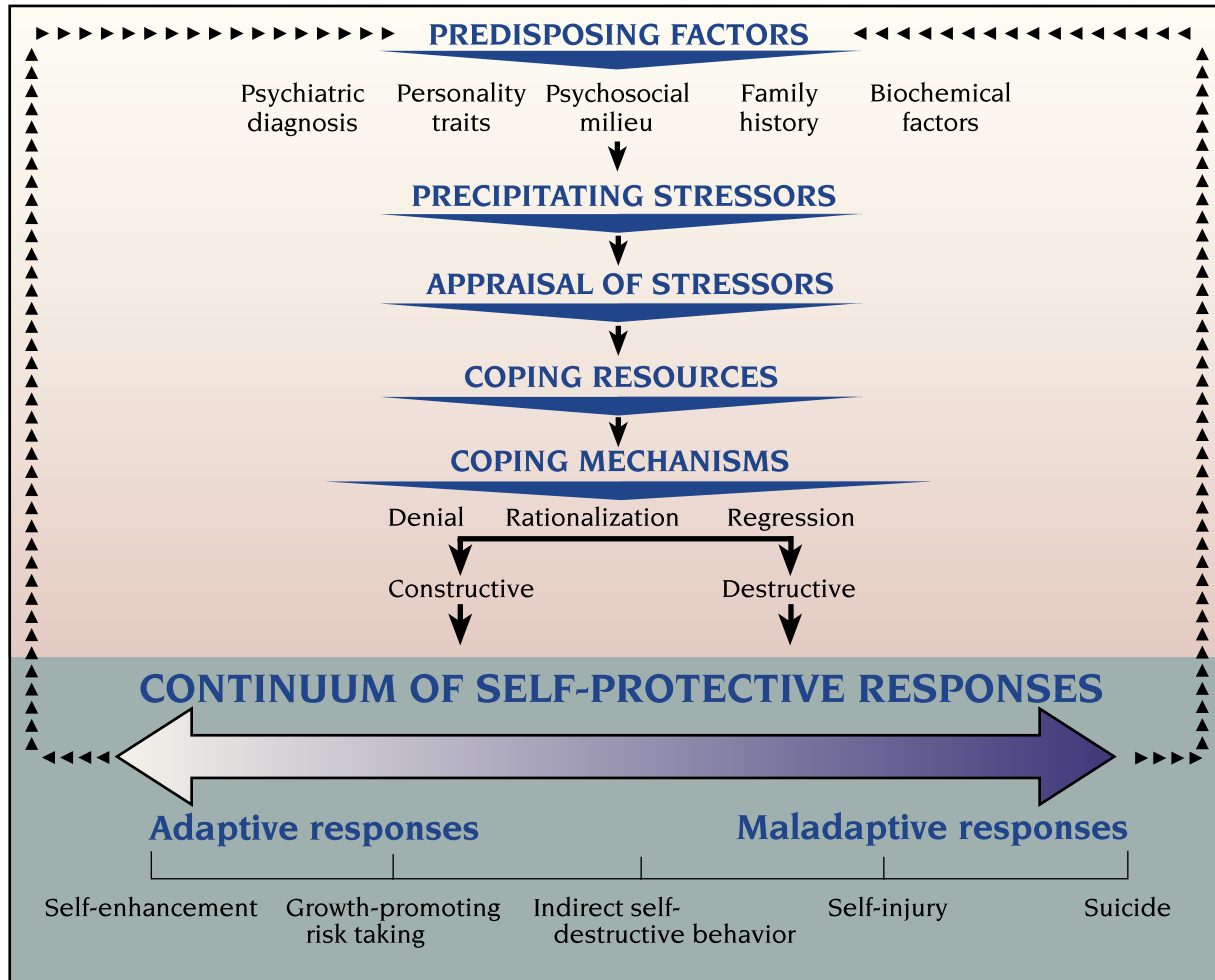 PREDISPOSING FACTORS
Psychiatric diagnosis
Personality traits
Psychosocial milieu
Family history
Biochemical factors
PRECIPITATING STRESSORS
APPRAISAL OF STRESSORS
COPING RESOURCES
COPING MECHANISMS
Denial Rationalization Regression
Constructive Destructive
CONTINUUM OF SELF-PROTECTIVE RESPONSES
Adaptive responses Maladaptive responses
Self-enhancement
Growth-promoting
risk taking
Indirect self-
destructive behavior
Self-injury
Suicide